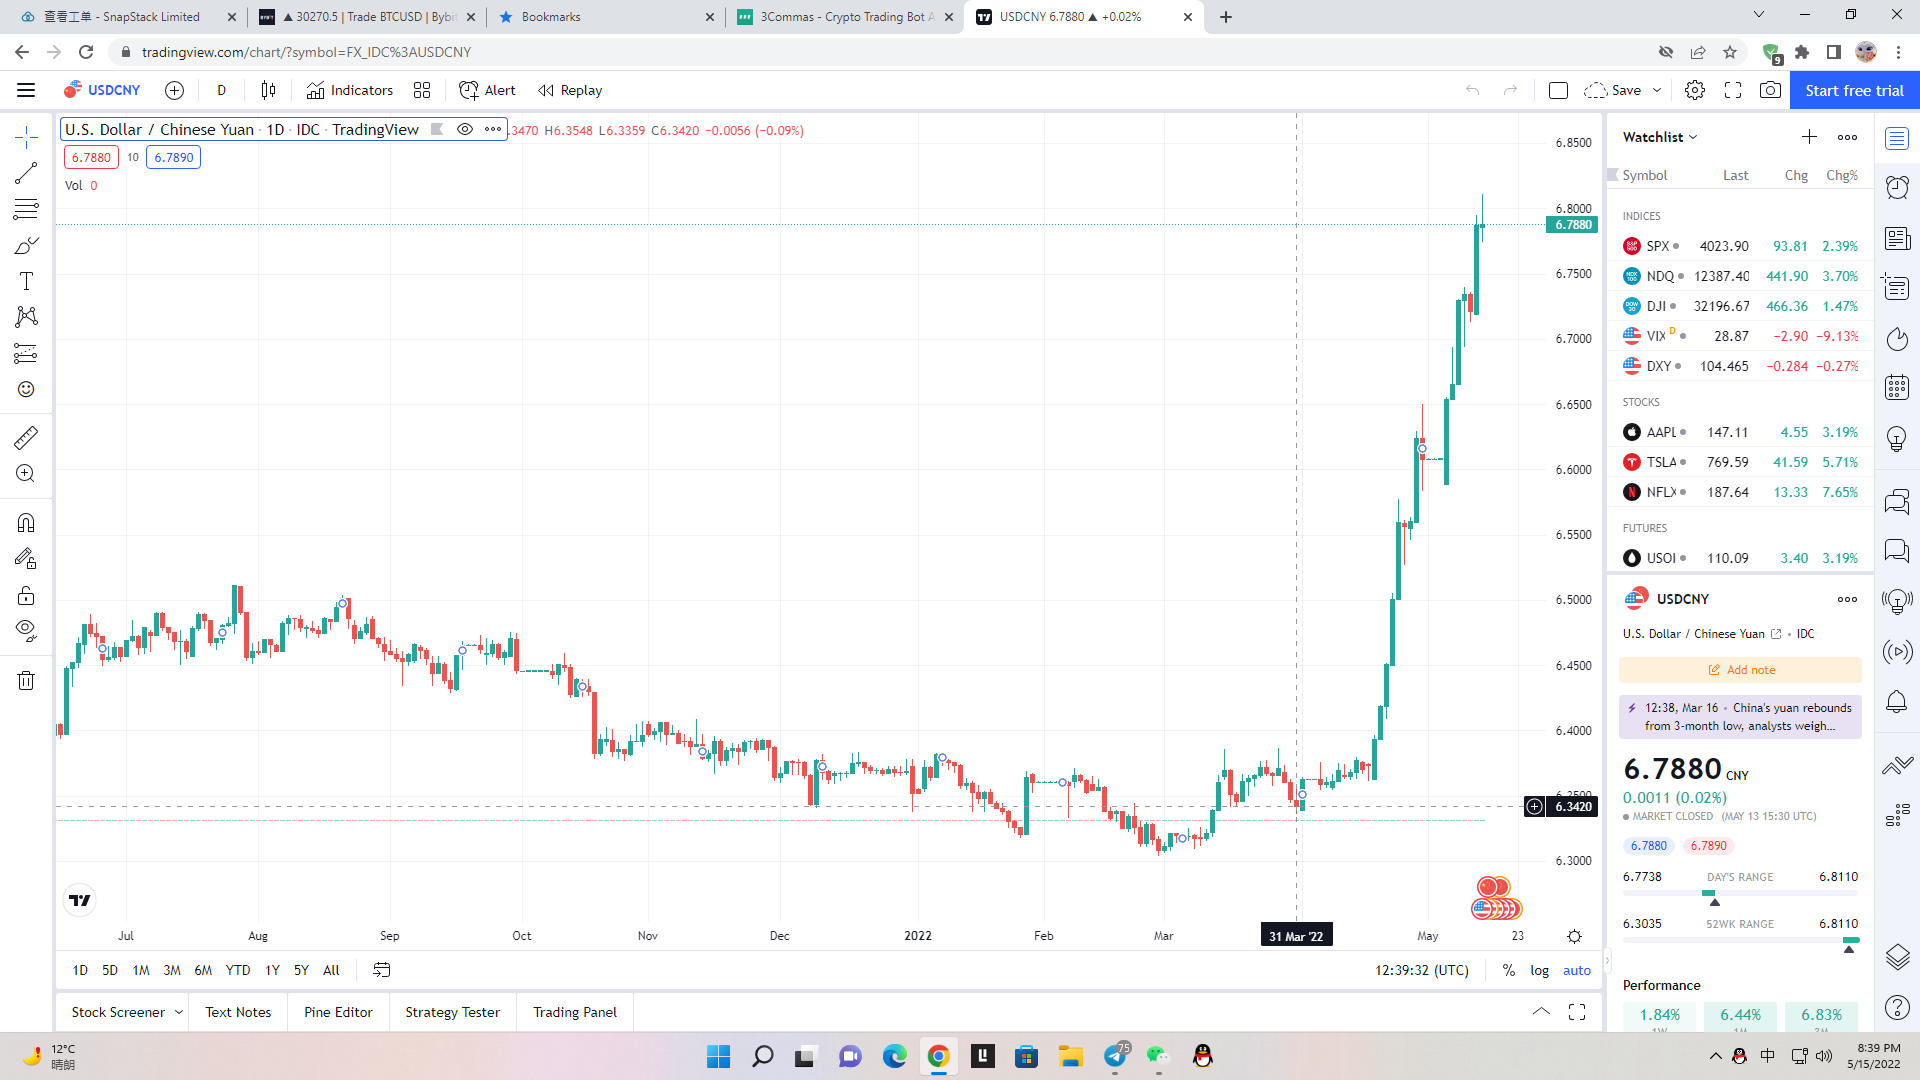 查看工单 - SnapStack Limited
▲ 30270.5 | Trade BTCUSD | Bybi
Bookmarks
3Commas - Crypto Trading Bot A
USDCNY 6.7880 ▲ +0.02%
tradingview.com/chart/?symbol=FX_IDC%3AUSDCNY
9
USDCNY
D
Indicators
Alert
Replay
Save
Start free trial
U.S. Dollar / Chinese Yuan · 1D · IDC · TradingView
.3470 H6.3548 L6.3359 C6.3420 −0.0056 (−0.09%)
6.7880 10 6.7890
Vol 0
6.8500
6.8000
6.7880
6.7500
6.7000
6.6500
6.6000
6.5500
6.5000
6.4500
6.4000
6.3420
6.3000
Jul Aug Sep Oct Nov Dec 2022 Feb Mar 31 Mar '22 May 23
1D 5D 1M 3M 6M YTD 1Y 5Y All
12:39:32 (UTC) % log auto
Stock Screener Text Notes Pine Editor Strategy Tester Trading Panel
Watchlist
Symbol Last Chg Chg%
INDICES
SPX 4023.90 93.81 2.39%
NDQ 12387.40 441.90 3.70%
DJI 32196.67 466.36 1.47%
VIX D 28.87 −2.90 −9.13%
DXY 104.465 −0.284 −0.27%
STOCKS
AAPL 147.11 4.55 3.19%
TSLA 769.59 41.59 5.71%
NFLX 187.64 13.33 7.65%
FUTURES
USOI 110.09 3.40 3.19%
USDCNY
U.S. Dollar / Chinese Yuan • IDC
Add note
12:38, Mar 16 • China's yuan rebounds
from 3-month low, analysts weigh...
6.7880 CNY
0.0011 (0.02%)
MARKET CLOSED (MAY 13 15:30 UTC)
6.7880 6.7890
6.7738 DAY'S RANGE 6.8110
6.3035 52WK RANGE 6.8110
Performance
1.84% 6.44% 6.83%
12°C
晴朗
75
中
8:39 PM
5/15/2022